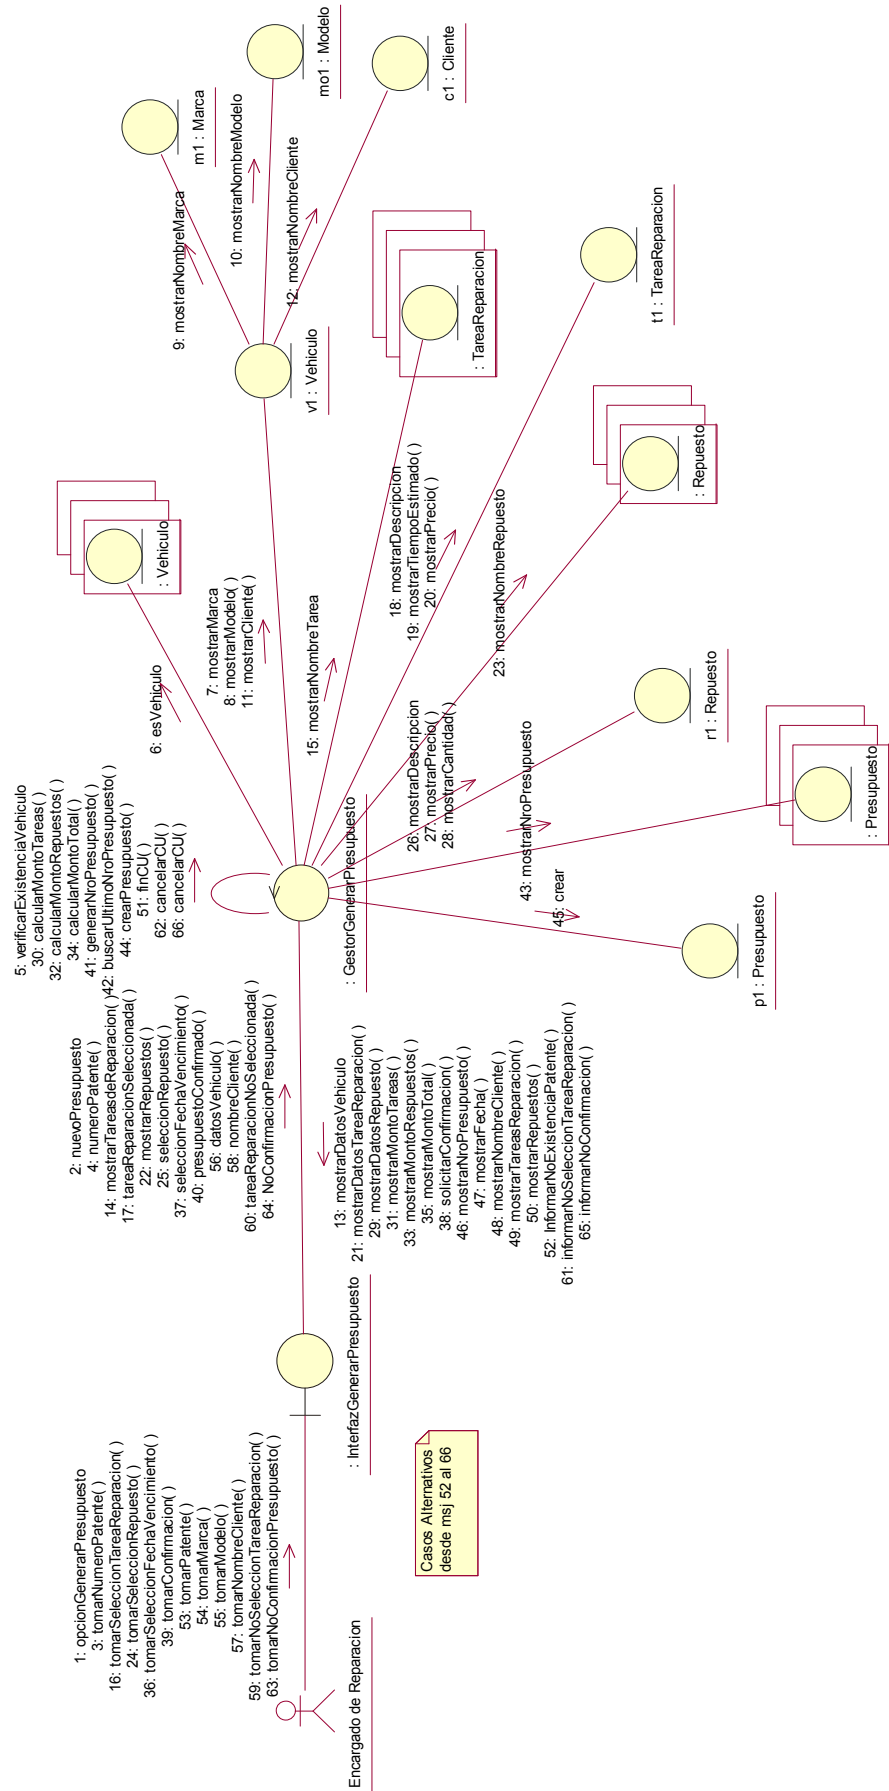 1: opcionGenerarPresupuesto
3: tomarNumeroPatente( )
16: tomarSeleccionTareaReparacion( )
24: tomarSeleccionRepuesto( )
36: tomarSeleccionFechaVencimiento( )
39: tomarConfirmacion( )
53: tomarPatente( )
54: tomarMarca( )
55: tomarModelo( )
57: tomarNombreCliente( )
59: tomarNoSeleccionTareaReparacion( )
63: tomarNoConfirmacionPresupuesto( )
Encargado de Reparacion
: InterfazGenerarPresupuesto
Casos Alternativos
desde msj 52 al 66
2: nuevoPresupuesto
4: numeroPatente( )
14: mostrarTareasdeReparacion( )
17: tareaReparacionSeleccionada( )
22: mostrarRepuestos( )
25: seleccionRepuesto( )
37: seleccionFechaVencimiento( )
40: presupuestoConfirmado( )
56: datosVehiculo( )
58: nombreCliente( )
60: tareaReparacionNoSeleccionada( )
64: NoConfirmacionPresupuesto( )
13: mostrarDatosVehiculo
21: mostrarDatosTareaReparacion( )
29: mostrarDatosRepuesto( )
31: mostrarMontoTareas( )
33: mostrarMontoRespuestos( )
35: mostrarMontoTotal( )
38: solicitarConfirmacion( )
46: mostrarNroPresupuesto( )
47: mostrarFecha( )
48: mostrarNombreCliente( )
49: mostrarTareasReparacion( )
50: mostrarRepuestos( )
52: InformarNoExistenciaPatente( )
61: informarNoSeleccionTareaReparacion( )
65: informarNoConfirmacion( )
5: verificarExistenciaVehiculo
30: calcularMontoTareas( )
32: calcularMontoRepuestos( )
34: calcularMontoTotal( )
41: generarNroPresupuesto( )
42: buscarUltimoNroPresupuesto( )
44: crearPresupuesto( )
51: finCU( )
62: cancelarCU( )
66: cancelarCU( )
: GestorGenerarPresupuesto
6: esVehiculo
: Vehiculo
7: mostrarMarca
8: mostrarModelo( )
11: mostrarCliente( )
v1 : Vehiculo
9: mostrarNombreMarca
m1 : Marca
10: mostrarNombreModelo
mo1 : Modelo
12: mostrarNombreCliente
c1 : Cliente
15: mostrarNombreTarea
: TareaReparacion
18: mostrarDescripcion
19: mostrarTiempoEstimado( )
20: mostrarPrecio( )
t1 : TareaReparacion
23: mostrarNombreRepuesto
: Repuesto
26: mostrarDescripcion
27: mostrarPrecio( )
28: mostrarCantidad( )
r1 : Repuesto
43: mostrarNroPresupuesto
: Presupuesto
45: crear
p1 : Presupuesto